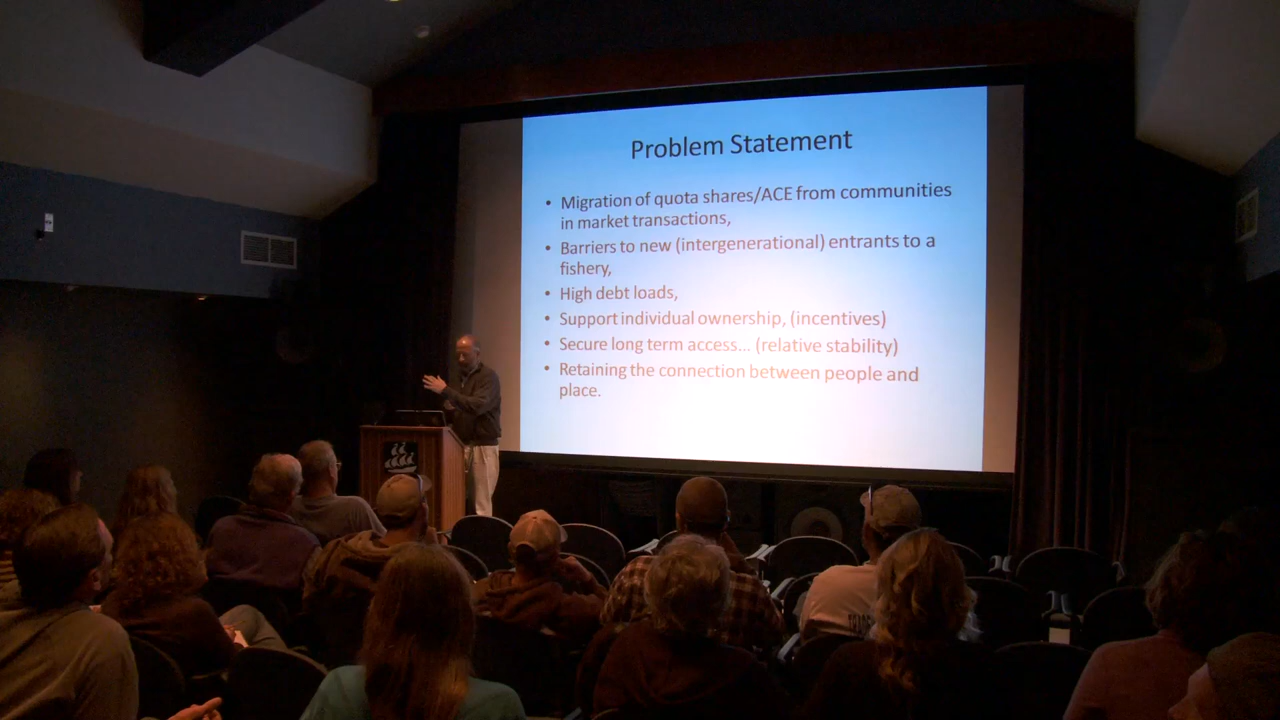 Problem Statement
• Migration of quota shares/ACE from communities
in market transactions,
• Barriers to new (intergenerational) entrants to a
fishery,
• High debt loads,
• Support individual ownership, (incentives)
• Secure long term access... (relative stability)
• Retaining the connection between people and
place.